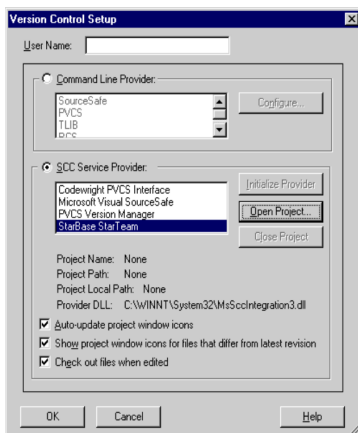 Version Control Setup
User Name:
Command Line Provider:
SourceSafe
PVCS
TLIB
RCS
Configure...
SCC Service Provider:
Codewright PVCS Interface
Microsoft Visual SourceSafe
PVCS Version Manager
StarBase StarTeam
Initialize Provider
Open Project...
Close Project
Project Name: None
Project Path: None
Project Local Path: None
Provider DLL: C:\WINNT\System32\MsSccIntegration3.dll
Auto-update project window icons
Show project window icons for files that differ from latest revision
Check out files when edited
OK
Cancel
Help